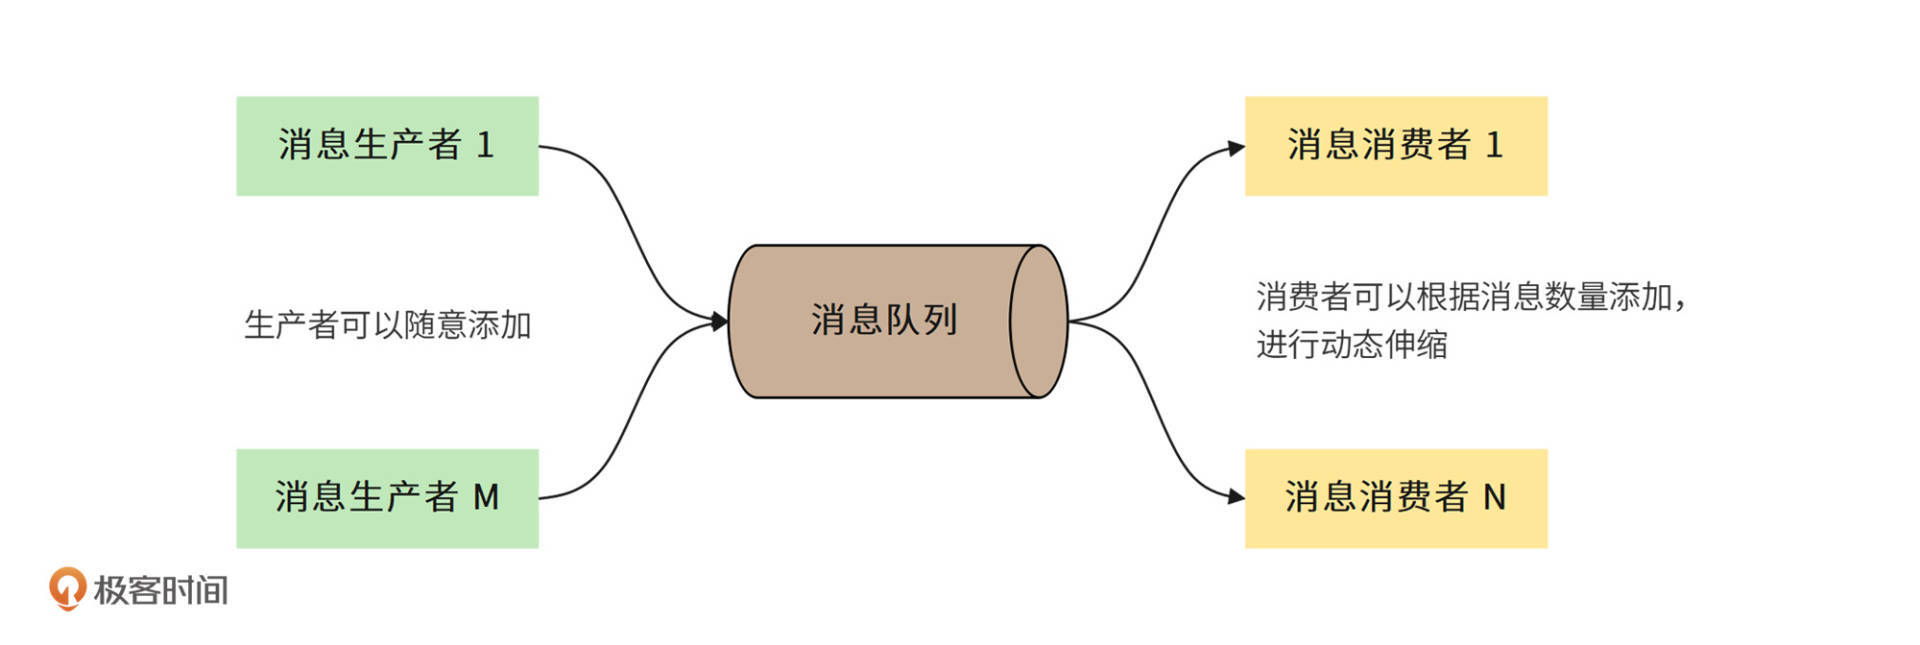 消息生产者 1
消息消费者 1
生产者可以随意添加
消息队列
消费者可以根据消息数量添加，
进行动态伸缩
消息生产者 M
消息消费者 N
极客时间